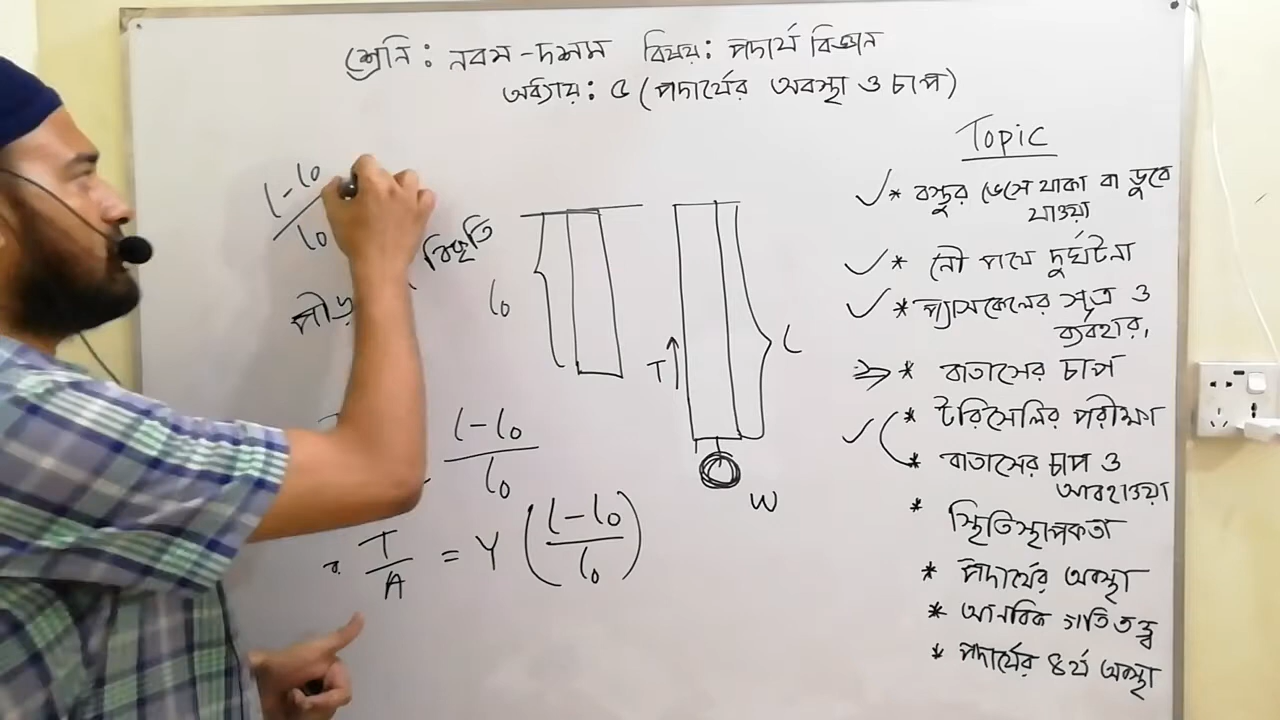 শ্রেনি : নবম - দশম বিষয় : পদার্থ বিজ্ঞান
অধ্যায় : ৫ (পদার্থের অবস্থা ও চাপ)
l-l₀
l₀
বিকৃতি
l₀
T
L
W
l-l₀
l₀
T/A = Y (l-l₀/l₀)
Topic
✓* বস্তুর ভেসে থাকা বা ডুবে
যাওয়া
✓* নৌ পথে দুর্ঘটনা
✓* প্যাসকেলের সূত্র ও
ব্যবহার,
⇒ * বাতাসের চাপ
✓ * টরিসেলির পরীক্ষা
* বাতাসের চাপ ও
আবহাওয়া
* স্থিতিস্থাপকতা
* পদার্থের অবস্থা
* আনবিক গতিতত্ত্ব
* পদার্থের ৪র্থ অবস্থা